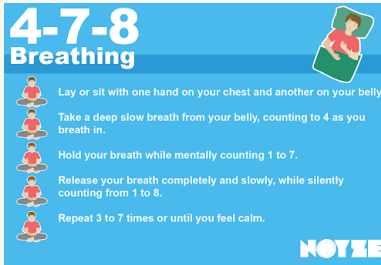 4-7-8
Breathing
Lay or sit with one hand on your chest and another on your belly
Take a deep slow breath from your belly, counting to 4 as you
breath in.
Hold your breath while mentally counting 1 to 7.
Release your breath completely and slowly, while silently
counting from 1 to 8.
Repeat 3 to 7 times or until you feel calm.
NOYZE